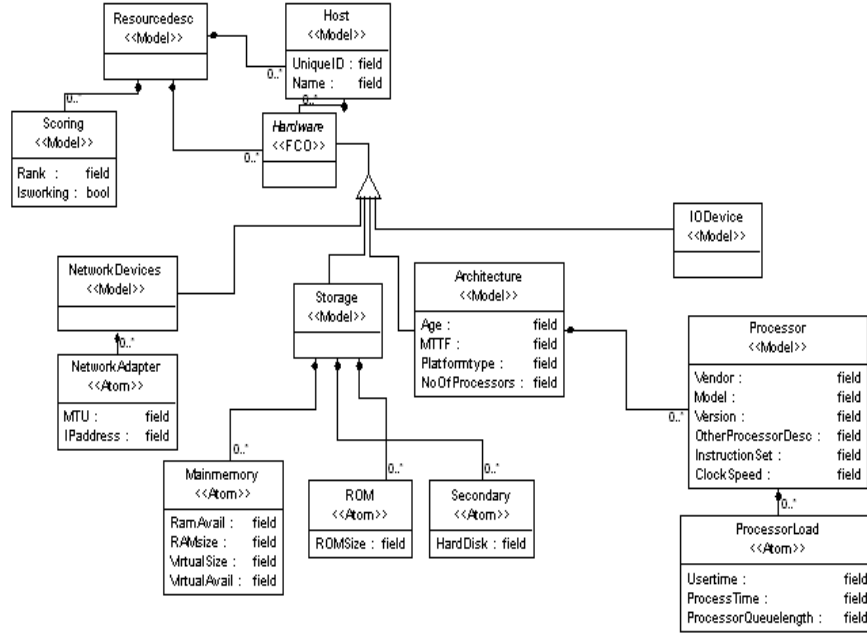 Resourcedesc
<<Model>>
Host
<<Model>>
UniqueID : field
Name : field
0..*
0..*
0..*
Scoring
<<Model>>
Rank : field
Isworking : bool
Hardware
<<FCO>>
0..*
IODevice
<<Model>>
NetworkDevices
<<Model>>
0..*
NetworkAdapter
<<Atom>>
MTU : field
IPaddress : field
Storage
<<Model>>
Architecture
<<Model>>
Age : field
MTTF : field
Platformtype : field
NoOfProcessors : field
Processor
<<Model>>
Vendor : field
Model : field
Version : field
OtherProcessorDesc : field
InstructionSet : field
ClockSpeed : field
0..*
0..*
0..*
0..*
Mainmemory
<<Atom>>
RamAvail : field
RAMsize : field
VirtualSize : field
VirtualAvail : field
ROM
<<Atom>>
ROMSize : field
Secondary
<<Atom>>
HardDisk : field
0..*
ProcessorLoad
<<Atom>>
Usertime : field
ProcessTime : field
ProcessorQueuelength : field